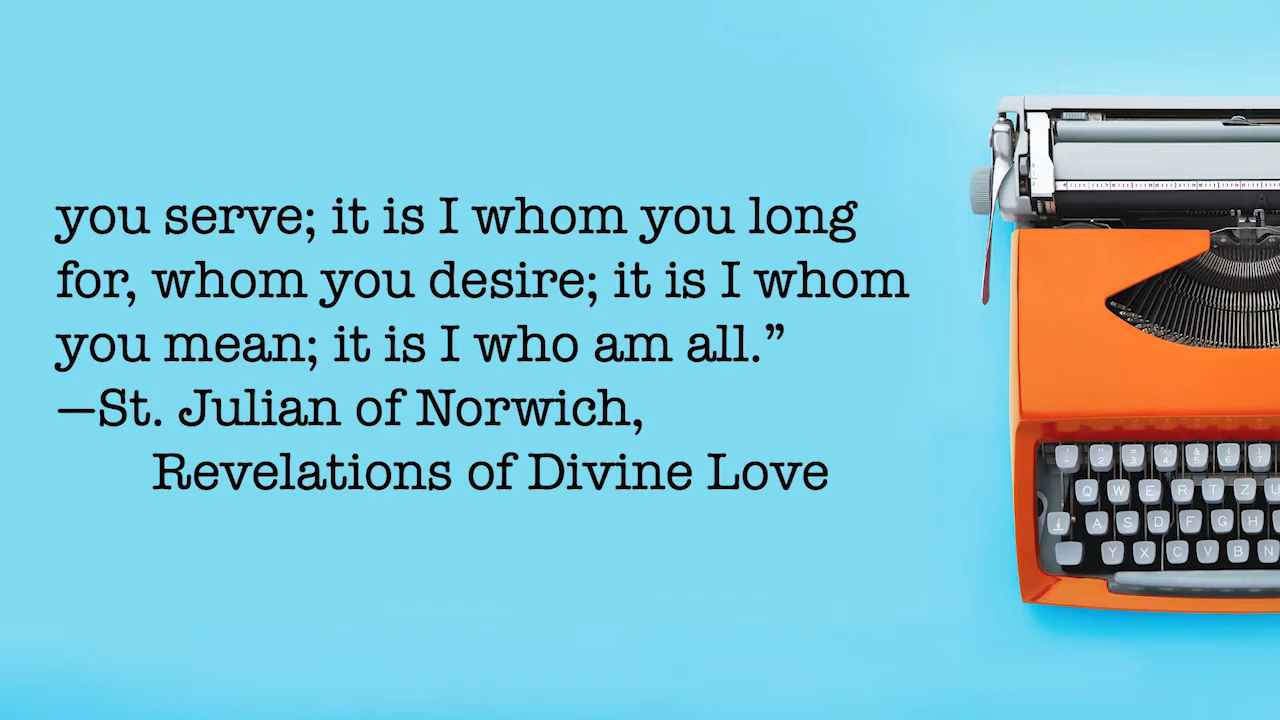 you serve; it is I whom you long
for, whom you desire; it is I whom
you mean; it is I who am all.”
—St. Julian of Norwich,
Revelations of Divine Love
Q W E R T Z U
A S D F G H
Y X C V B N